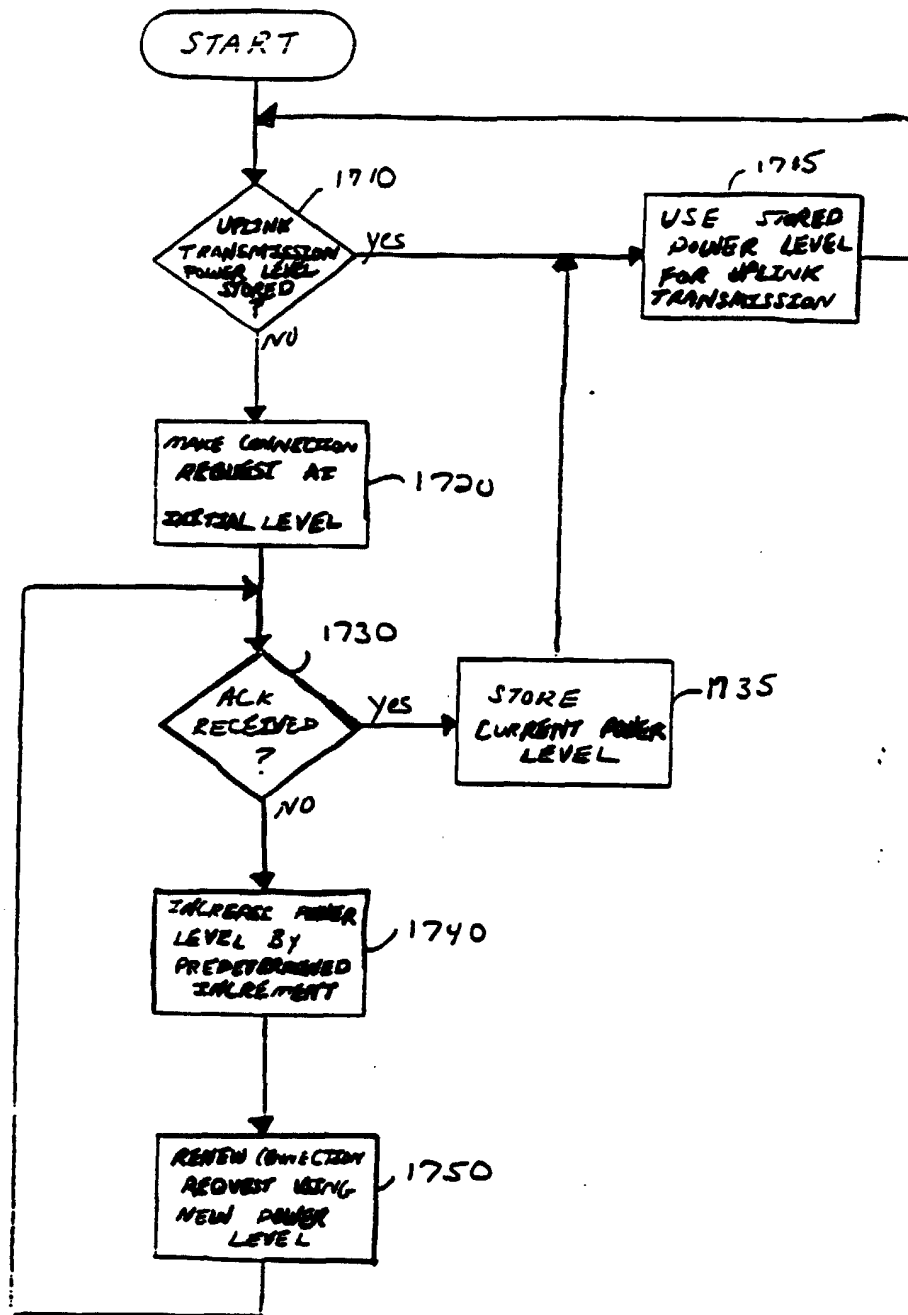 START
1710
UPLINK
TRANSMISSION
POWER LEVEL
STORED
?
yes
NO
1715
USE STORED
POWER LEVEL
FOR UPLINK
TRANSMISSION
MAKE CONNECTION
REQUEST AT
INITIAL LEVEL
1720
1730
ACK
RECEIVED
?
yes
NO
STORE
CURRENT POWER
LEVEL
1735
INCREASE POWER
LEVEL BY
PREDETERMINED
INCREMENT
1740
RENEW CONNECTION
REQUEST USING
NEW POWER
LEVEL
1750